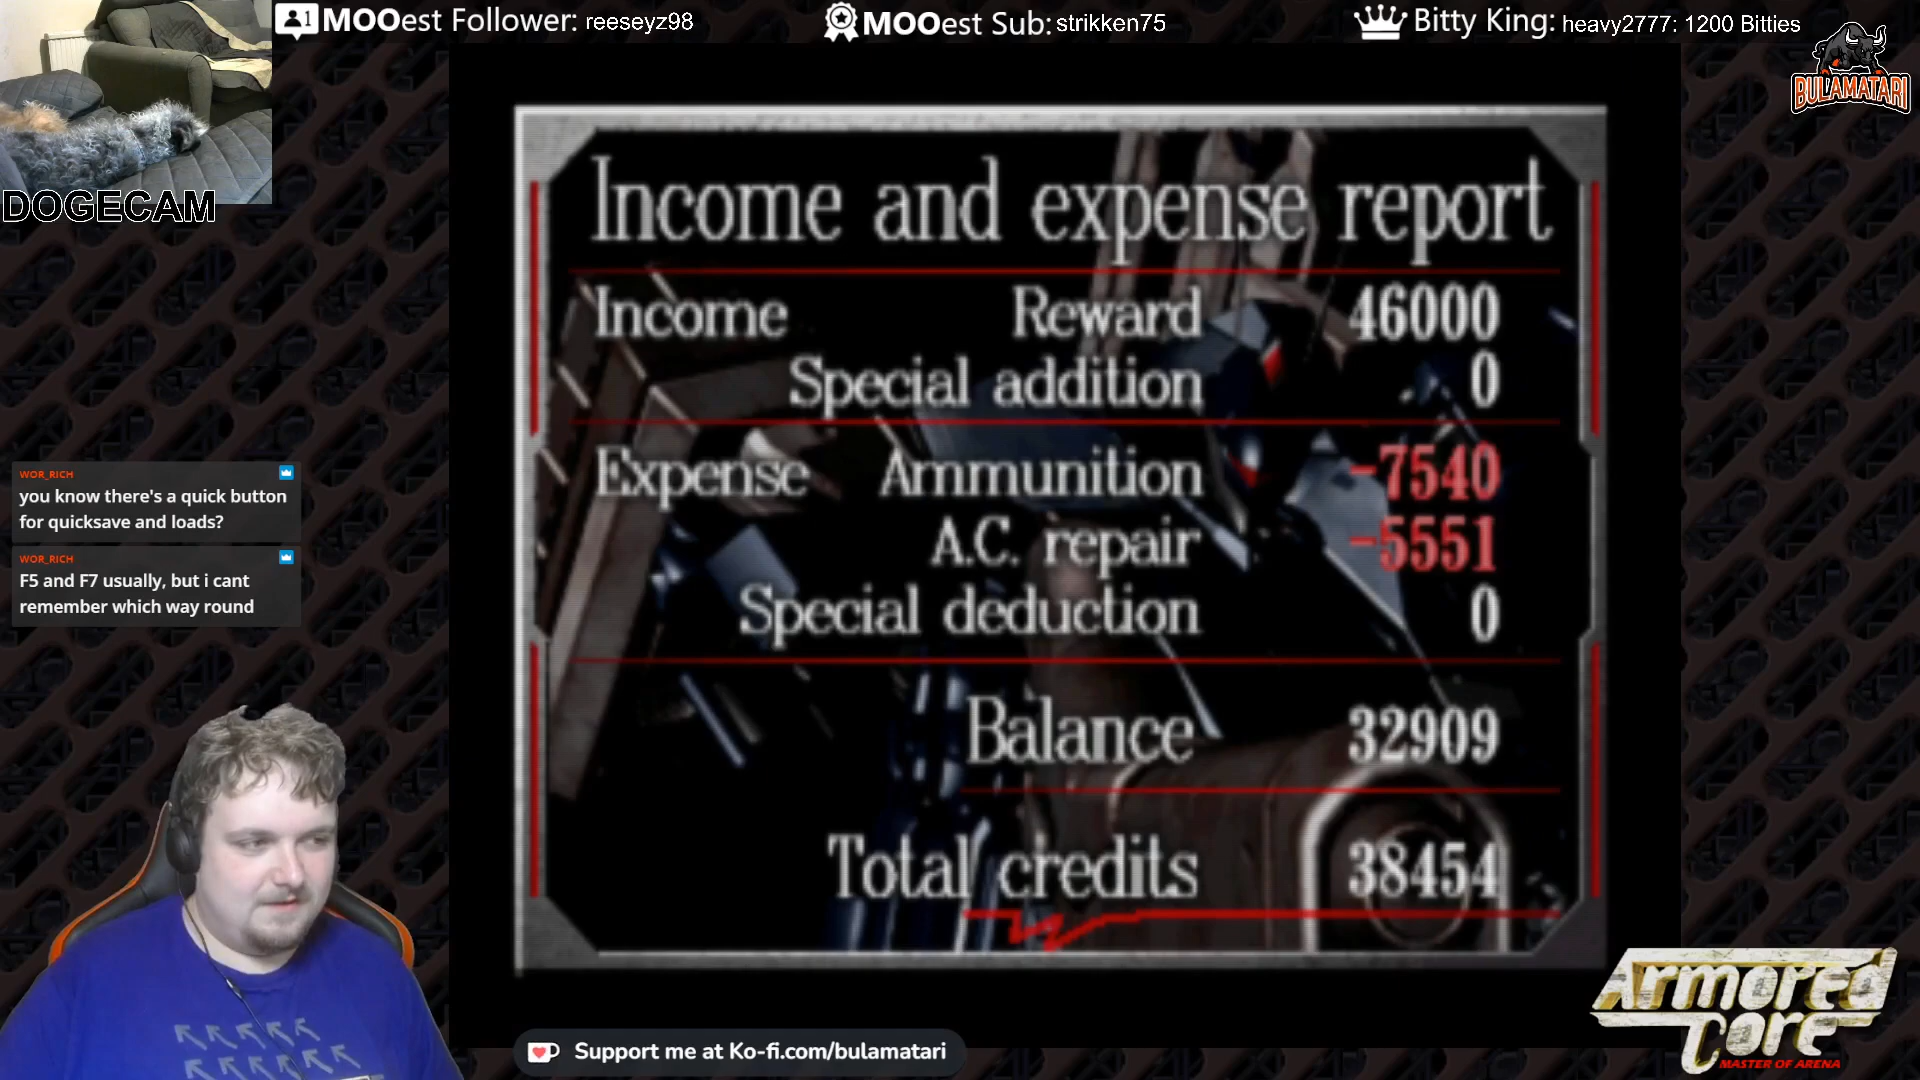 MOOest Follower: reeseyz98
MOOest Sub: strikken75
Bitty King: heavy2777: 1200 Bitties
BULAMATARI
DOGECAM
Income and expense report
Income Reward 46000
Special addition 0
Expense Ammunition -7540
A.C. repair -5551
Special deduction 0
Balance 32909
Total credits 38454
WOR_RICH
you know there's a quick button
for quicksave and loads?
WOR_RICH
F5 and F7 usually, but i cant
remember which way round
Support me at Ko-fi.com/bulamatari
ARMORED
CORE
MASTER OF ARENA